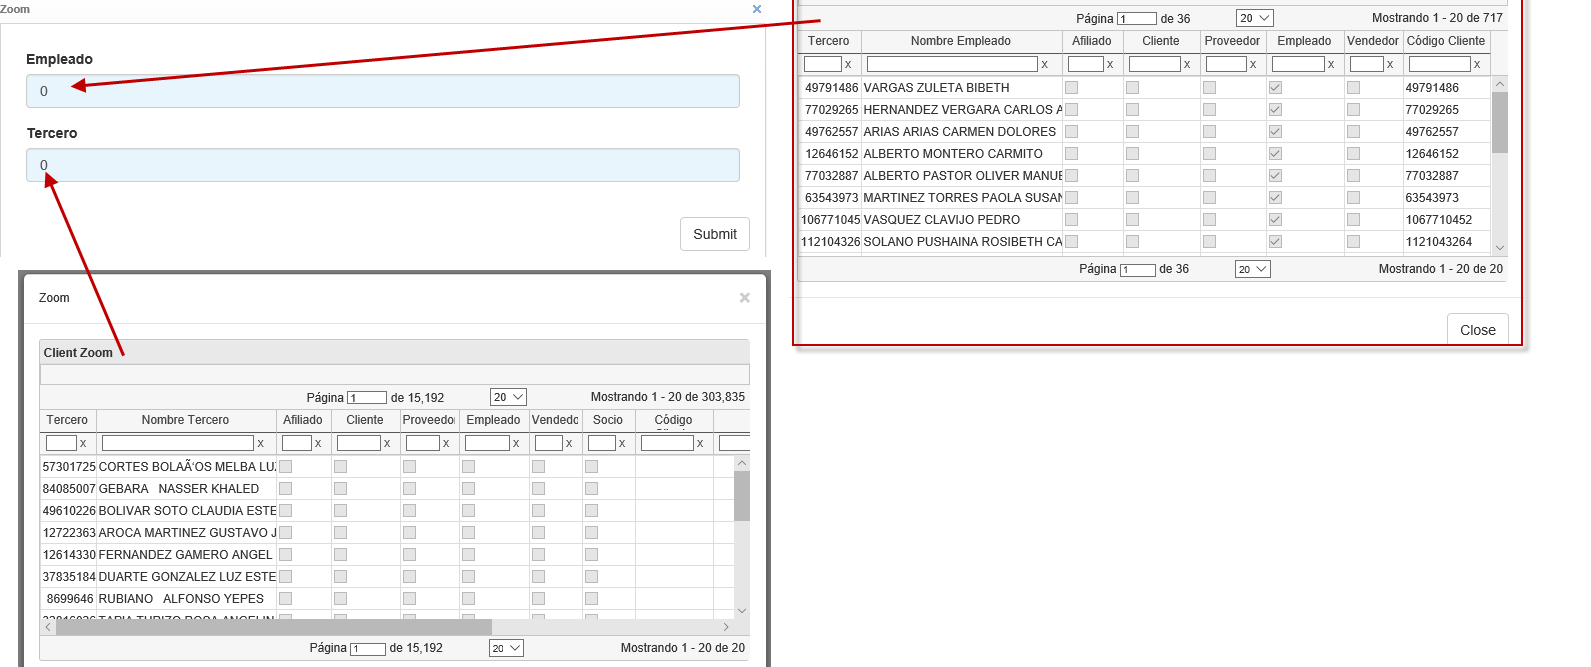 Zoom ×
Empleado
0
Tercero
0
Submit
Página 1 de 36 20 Mostrando 1 - 20 de 717
Tercero Nombre Empleado Afiliado Cliente Proveedor Empleado Vendedor Código Cliente
x x x x x x x x
49791486 VARGAS ZULETA BIBETH 49791486
77029265 HERNANDEZ VERGARA CARLOS A 77029265
49762557 ARIAS ARIAS CARMEN DOLORES 49762557
12646152 ALBERTO MONTERO CARMITO 12646152
77032887 ALBERTO PASTOR OLIVER MANUE 77032887
63543973 MARTINEZ TORRES PAOLA SUSAN 63543973
106771045 VASQUEZ CLAVIJO PEDRO 1067710452
112104326 SOLANO PUSHAINA ROSIBETH CA 1121043264
Página 1 de 36 20 Mostrando 1 - 20 de 20
Close
Zoom ×
Client Zoom
Página 1 de 15,192 20 Mostrando 1 - 20 de 303,835
Tercero Nombre Tercero Afiliado Cliente Proveedor Empleado Vendedo Socio Código
x x x x x x x x x
57301725 CORTES BOLAÃ‘OS MELBA LUZ
84085007 GEBARA NASSER KHALED
49610226 BOLIVAR SOTO CLAUDIA ESTE
12722363 AROCA MARTINEZ GUSTAVO J
12614330 FERNANDEZ GAMERO ANGEL
37835184 DUARTE GONZALEZ LUZ ESTE
8699646 RUBIANO ALFONSO YEPES
Página 1 de 15,192 20 Mostrando 1 - 20 de 20